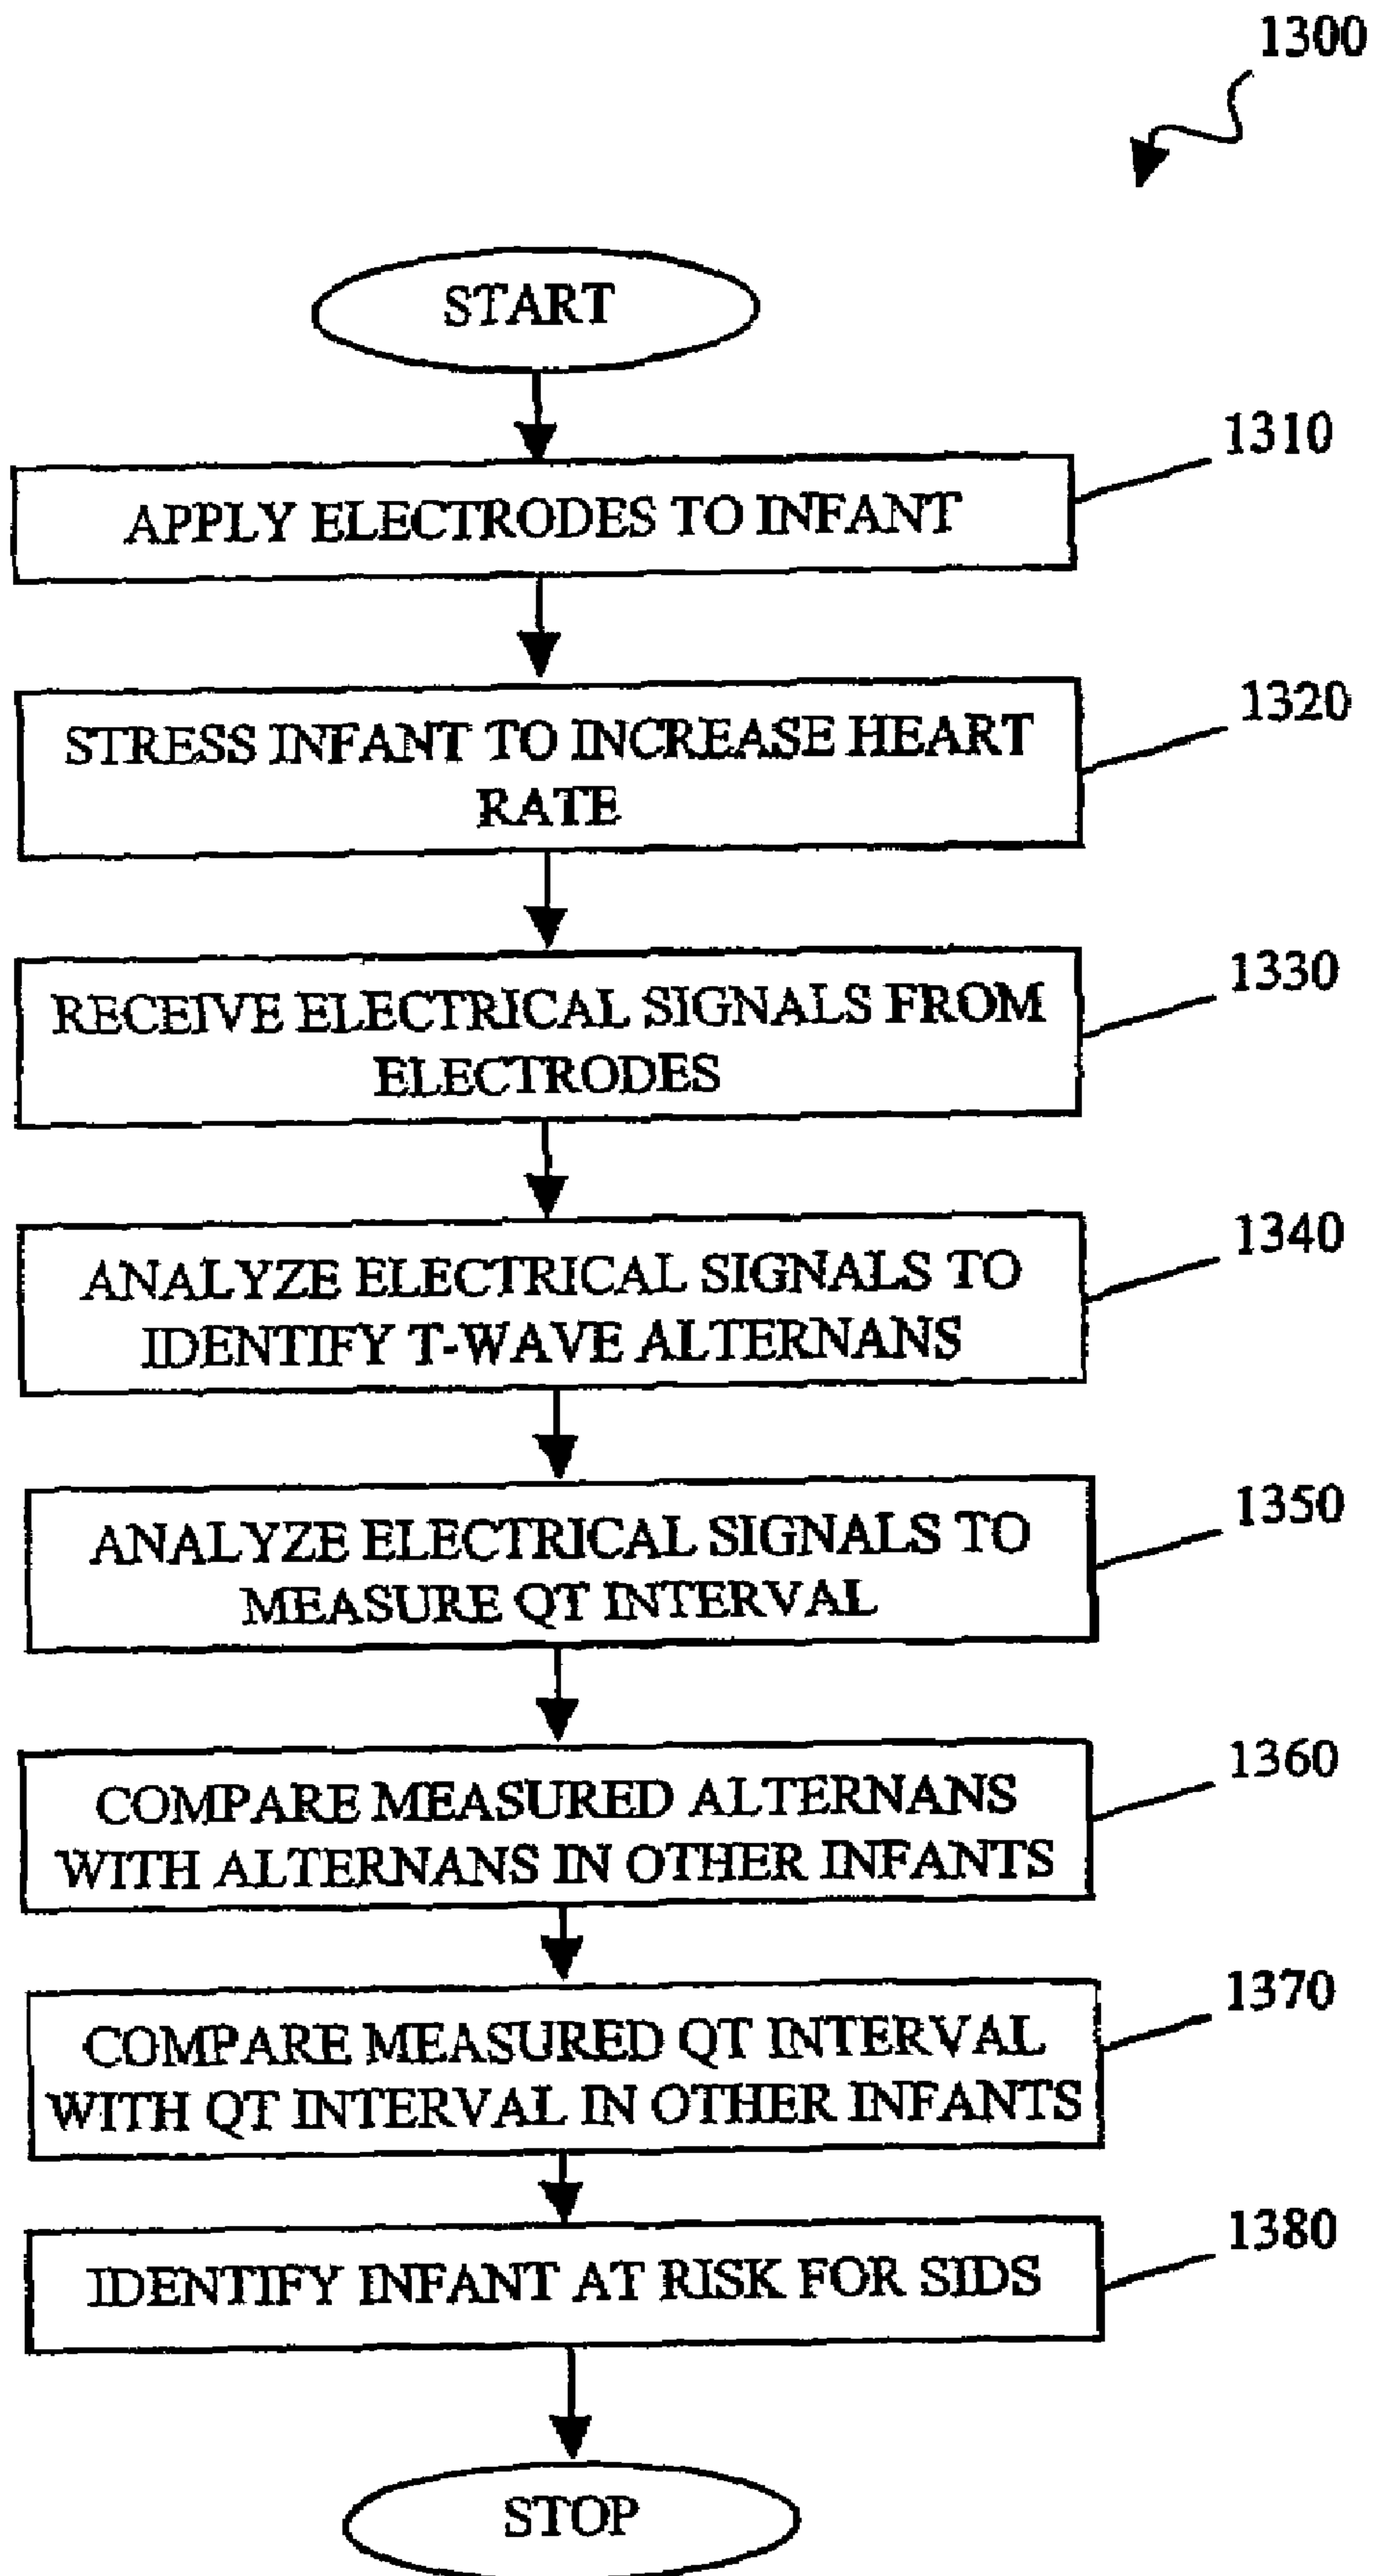 1300
START
1310
APPLY ELECTRODES TO INFANT
1320
STRESS INFANT TO INCREASE HEART
RATE
1330
RECEIVE ELECTRICAL SIGNALS FROM
ELECTRODES
1340
ANALYZE ELECTRICAL SIGNALS TO
IDENTIFY T-WAVE ALTERNANS
1350
ANALYZE ELECTRICAL SIGNALS TO
MEASURE QT INTERVAL
1360
COMPARE MEASURED ALTERNANS
WITH ALTERNANS IN OTHER INFANTS
1370
COMPARE MEASURED QT INTERVAL
WITH QT INTERVAL IN OTHER INFANTS
1380
IDENTIFY INFANT AT RISK FOR SIDS
STOP